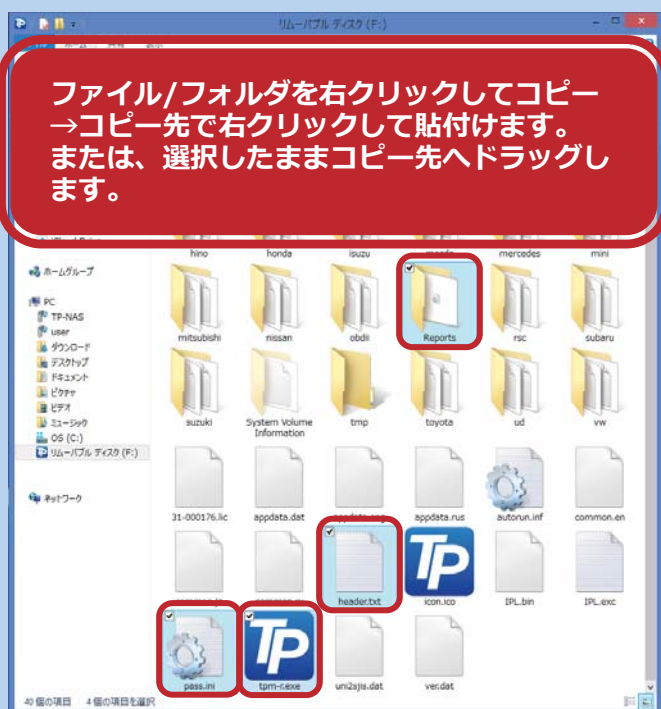 リムーバブル ディスク (F:)
ファイル/フォルダを右クリックしてコピー
→コピー先で右クリックして貼付けます。
または、選択したままコピー先へドラッグし
ます。
hino honda isuzu mercedes mini
ホームグループ
PC
TP-NAS
user
ダウンロード
デスクトップ
ドキュメント
ピクチャ
ビデオ
ミュージック
OS (C:)
リムーバブル ディスク (F:)
ネットワーク
mitsubishi nissan obdii Reports rsc subaru
suzuki System Volume toyota ud vw
Information tmp
31-000176.lic appdata.dat appdata.rus autorun.inf common.en
header.txt icon.ico IPL.bin IPL.exc
TP
pass.ini tpm-r.exe uni2sjis.dat ver.dat
TP
40 個の項目 4 個の項目を選択